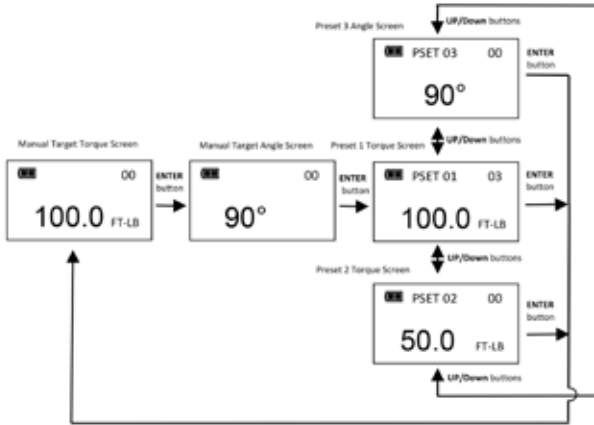 UP/Down buttons
Preset 3 Angle Screen
PSET 03 00
90°
ENTER
button
UP/Down buttons
Manual Target Torque Screen
Manual Target Angle Screen
Preset 1 Torque Screen
00
100.0 FT-LB
ENTER
button
00
90°
ENTER
button
PSET 01 03
100.0 FT-LB
ENTER
button
UP/Down buttons
Preset 2 Torque Screen
PSET 02 00
50.0 FT-LB
ENTER
button
UP/Down buttons